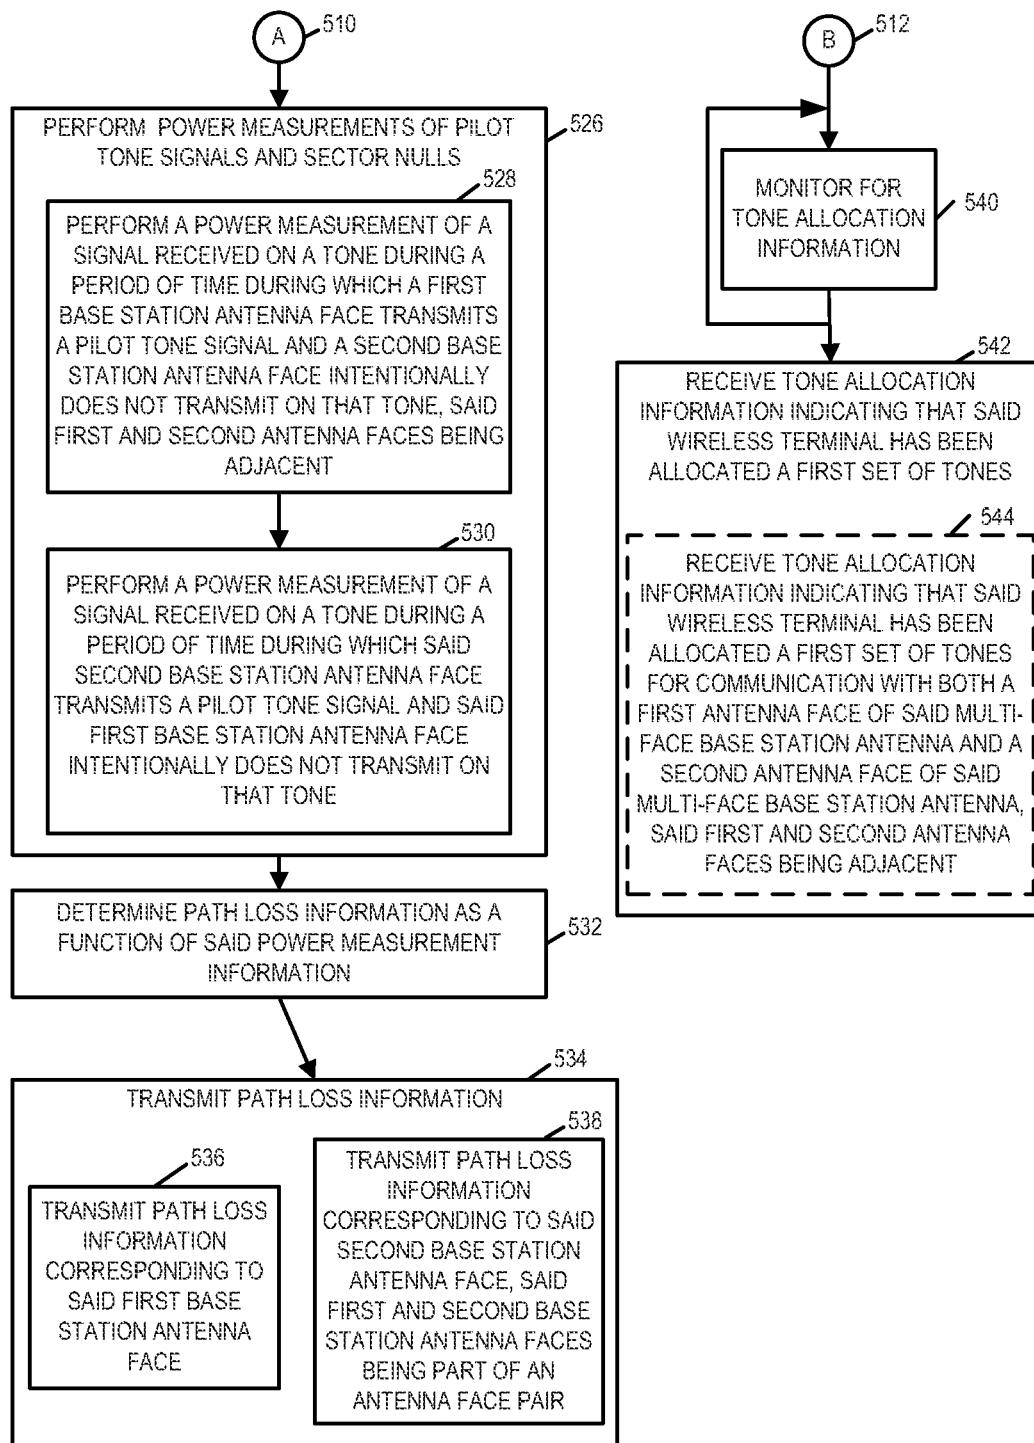 A
510
PERFORM POWER MEASUREMENTS OF PILOT
TONE SIGNALS AND SECTOR NULLS
526
528
PERFORM A POWER MEASUREMENT OF A
SIGNAL RECEIVED ON A TONE DURING A
PERIOD OF TIME DURING WHICH A FIRST
BASE STATION ANTENNA FACE TRANSMITS
A PILOT TONE SIGNAL AND A SECOND BASE
STATION ANTENNA FACE INTENTIONALLY
DOES NOT TRANSMIT ON THAT TONE, SAID
FIRST AND SECOND ANTENNA FACES BEING
ADJACENT
530
PERFORM A POWER MEASUREMENT OF A
SIGNAL RECEIVED ON A TONE DURING A
PERIOD OF TIME DURING WHICH SAID
SECOND BASE STATION ANTENNA FACE
TRANSMITS A PILOT TONE SIGNAL AND SAID
FIRST BASE STATION ANTENNA FACE
INTENTIONALLY DOES NOT TRANSMIT ON
THAT TONE
DETERMINE PATH LOSS INFORMATION AS A
FUNCTION OF SAID POWER MEASUREMENT
INFORMATION
532
534
TRANSMIT PATH LOSS INFORMATION
536
TRANSMIT PATH LOSS
INFORMATION
CORRESPONDING TO
SAID FIRST BASE
STATION ANTENNA
FACE
538
TRANSMIT PATH LOSS
INFORMATION
CORRESPONDING TO SAID
SECOND BASE STATION
ANTENNA FACE, SAID
FIRST AND SECOND BASE
STATION ANTENNA FACES
BEING PART OF AN
ANTENNA FACE PAIR
B
512
MONITOR FOR
TONE ALLOCATION
INFORMATION
540
542
RECEIVE TONE ALLOCATION
INFORMATION INDICATING THAT SAID
WIRELESS TERMINAL HAS BEEN
ALLOCATED A FIRST SET OF TONES
544
RECEIVE TONE ALLOCATION
INFORMATION INDICATING THAT SAID
WIRELESS TERMINAL HAS BEEN
ALLOCATED A FIRST SET OF TONES
FOR COMMUNICATION WITH BOTH A
FIRST ANTENNA FACE OF SAID MULTI-
FACE BASE STATION ANTENNA AND A
SECOND ANTENNA FACE OF SAID
MULTI-FACE BASE STATION ANTENNA,
SAID FIRST AND SECOND ANTENNA
FACES BEING ADJACENT